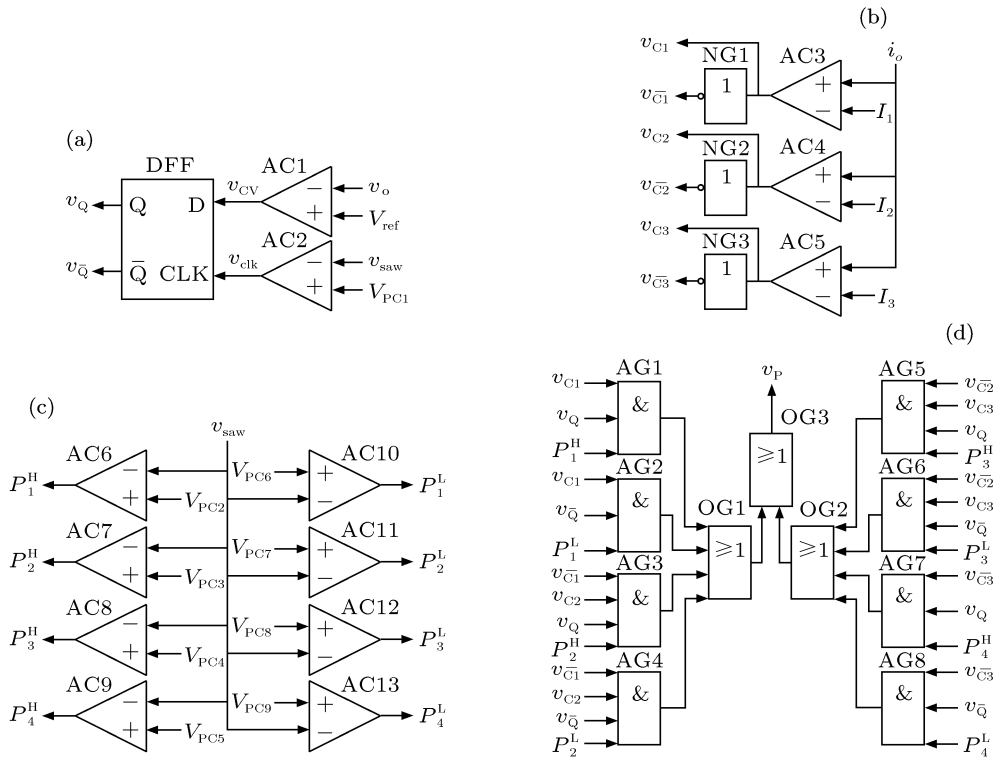 (a)
DFF
AC1
v_Q
Q
D
v_CV
−
v_o
+
V_ref
AC2
v_Q̄
Q̄
CLK
v_clk
−
v_saw
+
V_PC1
(b)
v_C1
NG1
AC3
i_o
v_C̄1
1
+
−
I_1
v_C2
NG2
AC4
v_C̄2
1
+
−
I_2
v_C3
NG3
AC5
v_C̄3
1
+
−
I_3
(c)
v_saw
AC6
P_1^H
−
+
V_PC2
V_PC6
AC10
+
−
P_1^L
AC7
P_2^H
−
+
V_PC3
V_PC7
AC11
+
−
P_2^L
AC8
P_3^H
−
+
V_PC4
V_PC8
AC12
+
−
P_3^L
AC9
P_4^H
−
+
V_PC5
V_PC9
AC13
+
−
P_4^L
(d)
v_P
AG1
v_C1
v_Q
P_1^H
&
AG2
v_C1
v_Q̄
P_1^L
&
AG3
v_C̄1
v_C2
v_Q
P_2^H
&
AG4
v_C̄1
v_C2
v_Q̄
P_2^L
&
OG3
⩾1
OG1
⩾1
OG2
⩾1
AG5
&
v_C̄2
v_C3
v_Q
P_3^H
AG6
&
v_C̄2
v_C3
v_Q̄
P_3^L
AG7
&
v_C̄3
v_Q
P_4^H
AG8
&
v_C̄3
v_Q̄
P_4^L